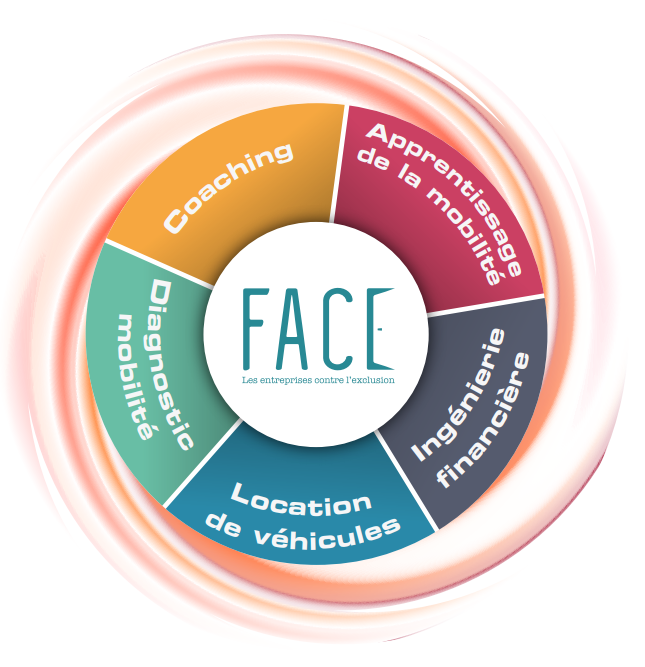 Coaching
Apprentissage
de la mobilité
Ingénierie
financière
Location
de véhicules
Diagnostic
mobilité
FACE
Les entreprises contre l'exclusion